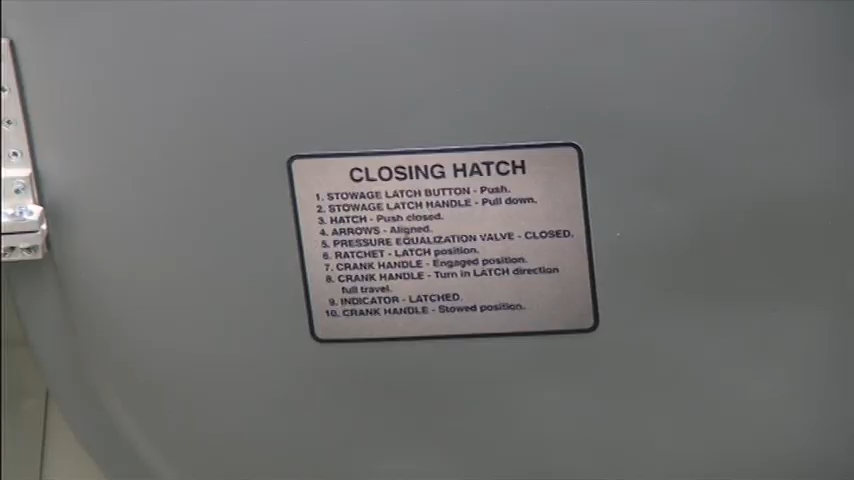 CLOSING HATCH
1. STOWAGE LATCH BUTTON - Push.
2. STOWAGE LATCH HANDLE - Pull down.
3. HATCH - Push closed.
4. ARROWS - Aligned.
5. PRESSURE EQUALIZATION VALVE - CLOSED.
6. RATCHET - LATCH position.
7. CRANK HANDLE - Engaged position.
8. CRANK HANDLE - Turn in LATCH direction
full travel.
9. INDICATOR - LATCHED.
10. CRANK HANDLE - Stowed position.